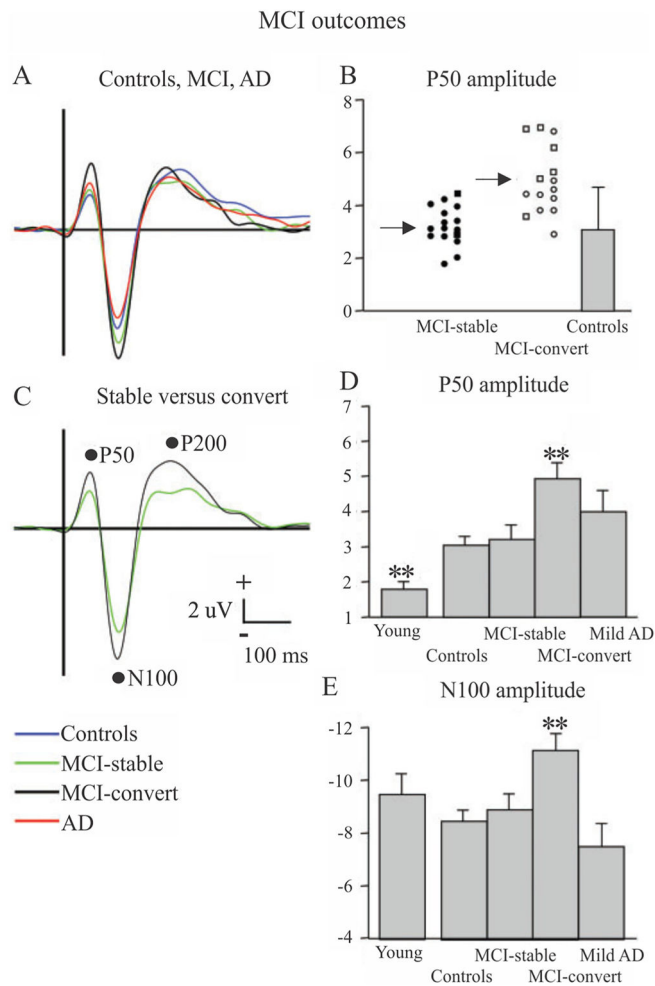 MCI outcomes
A Controls, MCI, AD
B P50 amplitude
8
6
4
2
0
MCI-stable Controls
MCI-convert
C Stable versus convert
P50 P200
N100
+
2 uV
-
100 ms
D P50 amplitude
7
6
5
4
3
2
1
**
**
Young MCI-stable Mild AD
Controls MCI-convert
Controls
MCI-stable
MCI-convert
AD
E N100 amplitude
-12
-10
-8
-6
-4
**
Young MCI-stable Mild AD
Controls MCI-convert